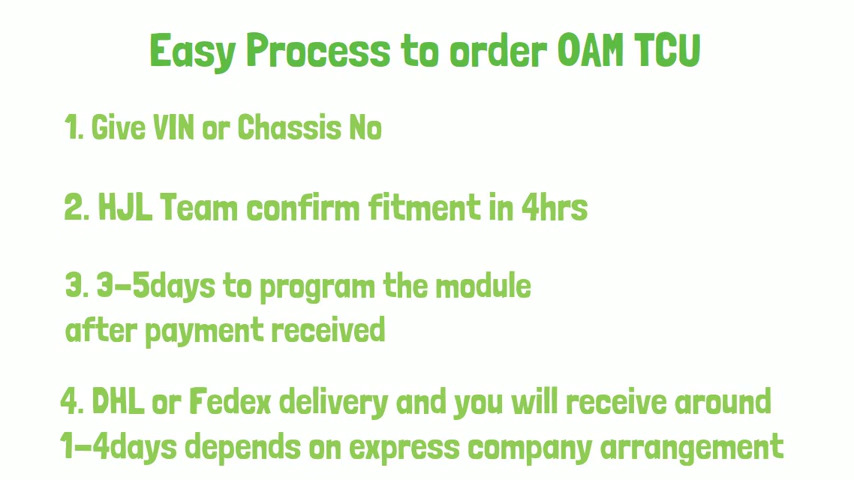 Easy Process to order OAM TCU
1. Give VIN or Chassis No
2. HJL Team confirm fitment in 4hrs
3. 3-5days to program the module
after payment received
4. DHL or Fedex delivery and you will receive around
1-4days depends on express company arrangement